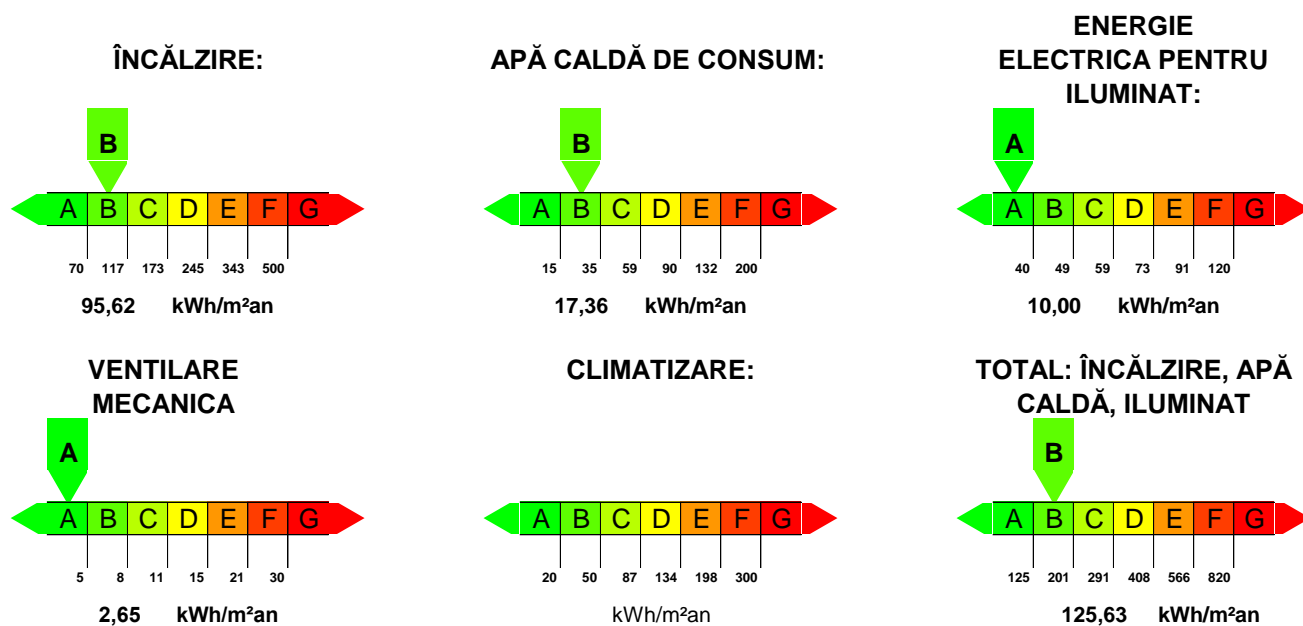 ÎNCĂLZIRE:
B
A B C D E F G
70 117 173 245 343 500
95,62 kWh/m²an
APĂ CALDĂ DE CONSUM:
B
A B C D E F G
15 35 59 90 132 200
17,36 kWh/m²an
ENERGIE
ELECTRICA PENTRU
ILUMINAT:
A
A B C D E F G
40 49 59 73 91 120
10,00 kWh/m²an
VENTILARE
MECANICA
A
A B C D E F G
5 8 11 15 21 30
2,65 kWh/m²an
CLIMATIZARE:
A B C D E F G
20 50 87 134 198 300
kWh/m²an
TOTAL: ÎNCĂLZIRE, APĂ
CALDĂ, ILUMINAT
B
A B C D E F G
125 201 291 408 566 820
125,63 kWh/m²an